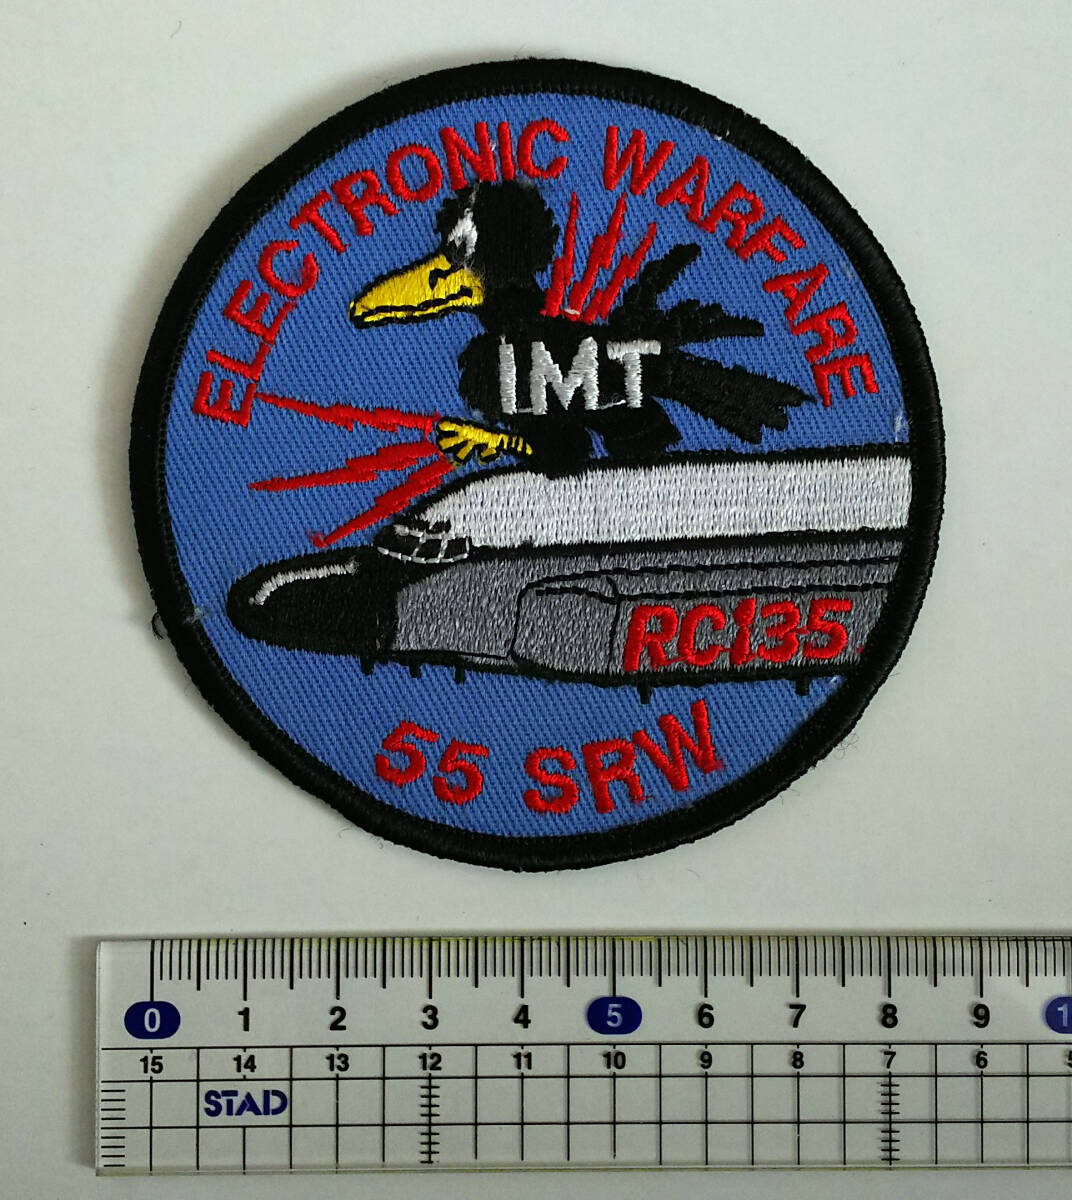 ELECTRONIC WARFARE
IMT
RC135
55 SRW
0 1 2 3 4 5 6 7 8 9
15 14 13 12 11 10 9 8 7 6
STAD